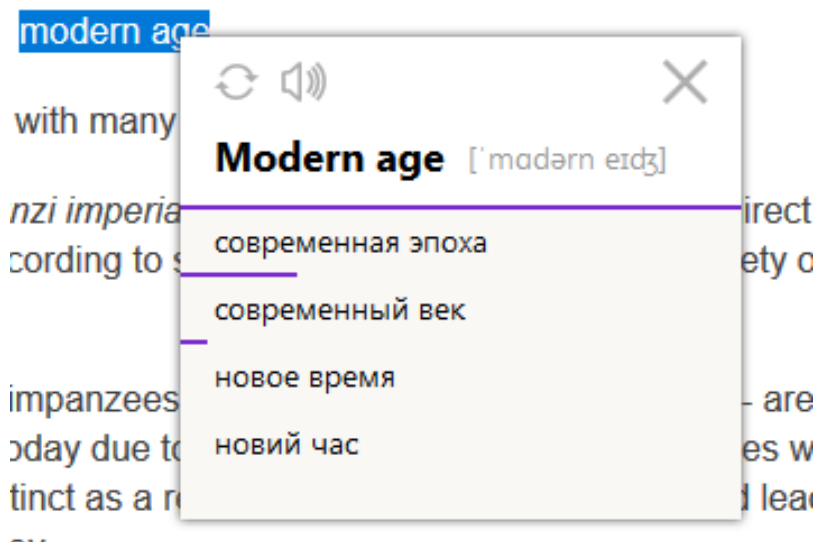 modern age
Modern age [ˈmɑdərn eɪʤ]
with many
nzi imperia
irect
современная эпоха
cording to
ety
современный век
новое время
impanzees
- are
новий час
oday due to
es w
tinct as a re
d lead